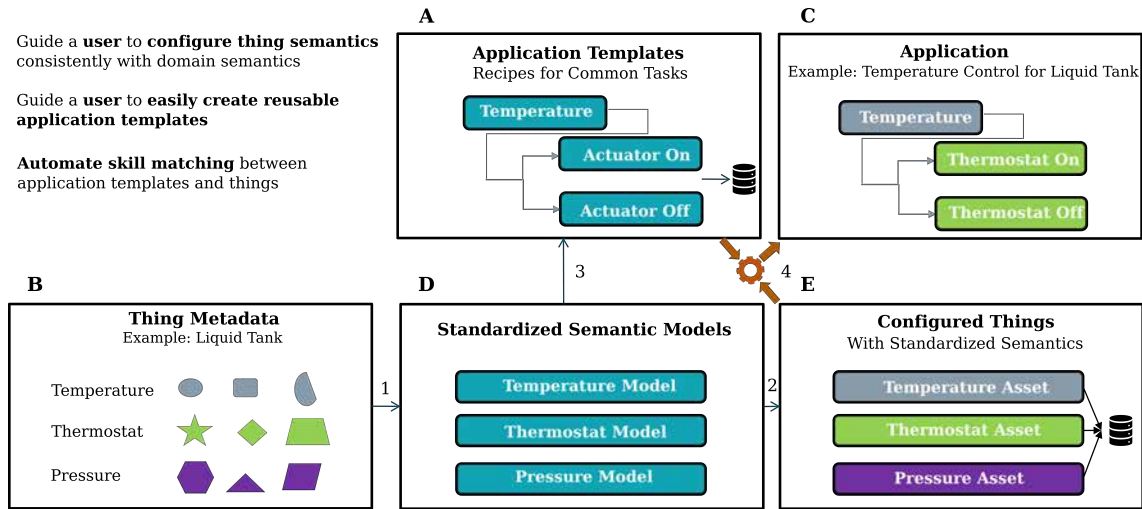 Guide a user to configure thing semantics
consistently with domain semantics
Guide a user to easily create reusable
application templates
Automate skill matching between
application templates and things
A
Application Templates
Recipes for Common Tasks
Temperature
Actuator On
Actuator Off
C
Application
Example: Temperature Control for Liquid Tank
Temperature
Thermostat On
Thermostat Off
3
4
B
Thing Metadata
Example: Liquid Tank
Temperature
Thermostat
Pressure
1
D
Standardized Semantic Models
Temperature Model
Thermostat Model
Pressure Model
2
E
Configured Things
With Standardized Semantics
Temperature Asset
Thermostat Asset
Pressure Asset